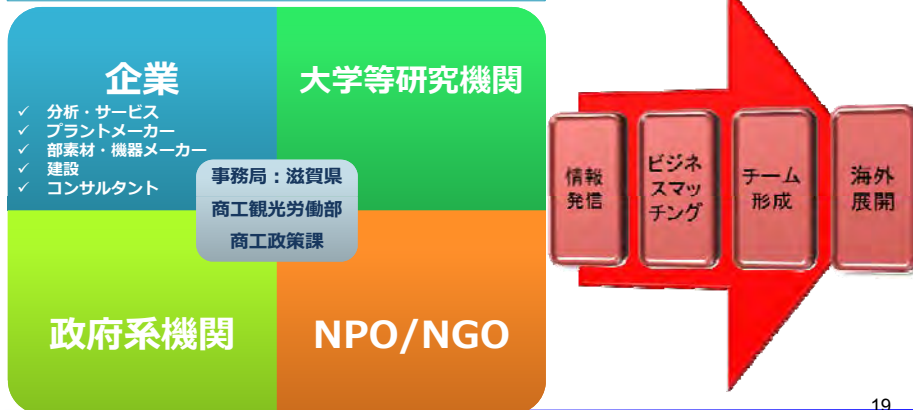 企業
✓ 分析・サービス
✓ プラントメーカー
✓ 部素材・機器メーカー
✓ 建設
✓ コンサルタント
大学等研究機関
事務局：滋賀県
商工観光労働部
商工政策課
政府系機関
NPO/NGO
情報
発信
ビジネ
スマッ
チング
チーム
形成
海外
展開
19